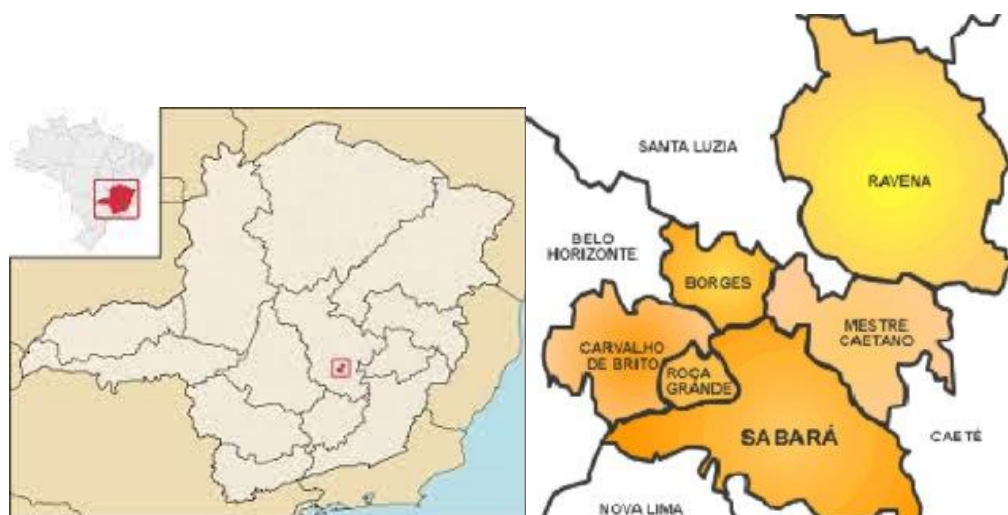 SANTA LUZIA
RAVENA
BELO
HORIZONTE
BORGES
MESTRE
CAETANO
CARVALHO
DE BRITO
ROÇA
GRANDE
SABARÁ
CAETÉ
NOVA LIMA